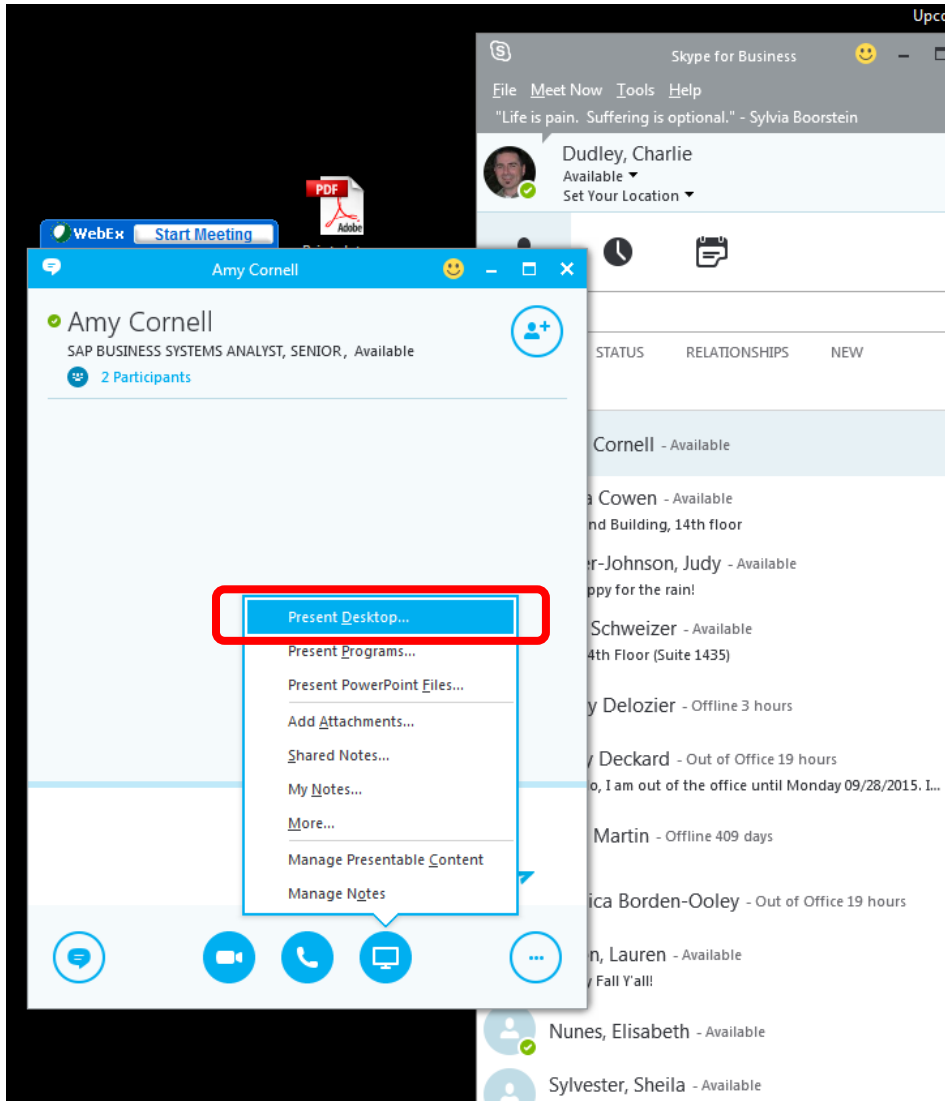 Skype for Business
File Meet Now Tools Help
"Life is pain. Suffering is optional." - Sylvia Boorstein
Dudley, Charlie
Available
Set Your Location
PDF
Adobe
WebEx Start Meeting
Amy Cornell
Amy Cornell
SAP BUSINESS SYSTEMS ANALYST, SENIOR, Available
2 Participants
STATUS RELATIONSHIPS NEW
Cornell - Available
Cowen - Available
Building, 14th floor
-Johnson, Judy - Available
for the rain!
Schweizer - Available
4th Floor (Suite 1435)
Delozier - Offline 3 hours
Deckard - Out of Office 19 hours
I am out of the office until Monday 09/28/2015. I...
Martin - Offline 409 days
Borden-Ooley - Out of Office 19 hours
Lauren - Available
Fall Y'all!
Nunes, Elisabeth - Available
Sylvester, Sheila - Available
Present Desktop...
Present Programs...
Present PowerPoint Files...
Add Attachments...
Shared Notes...
My Notes...
More...
Manage Presentable Content
Manage Notes